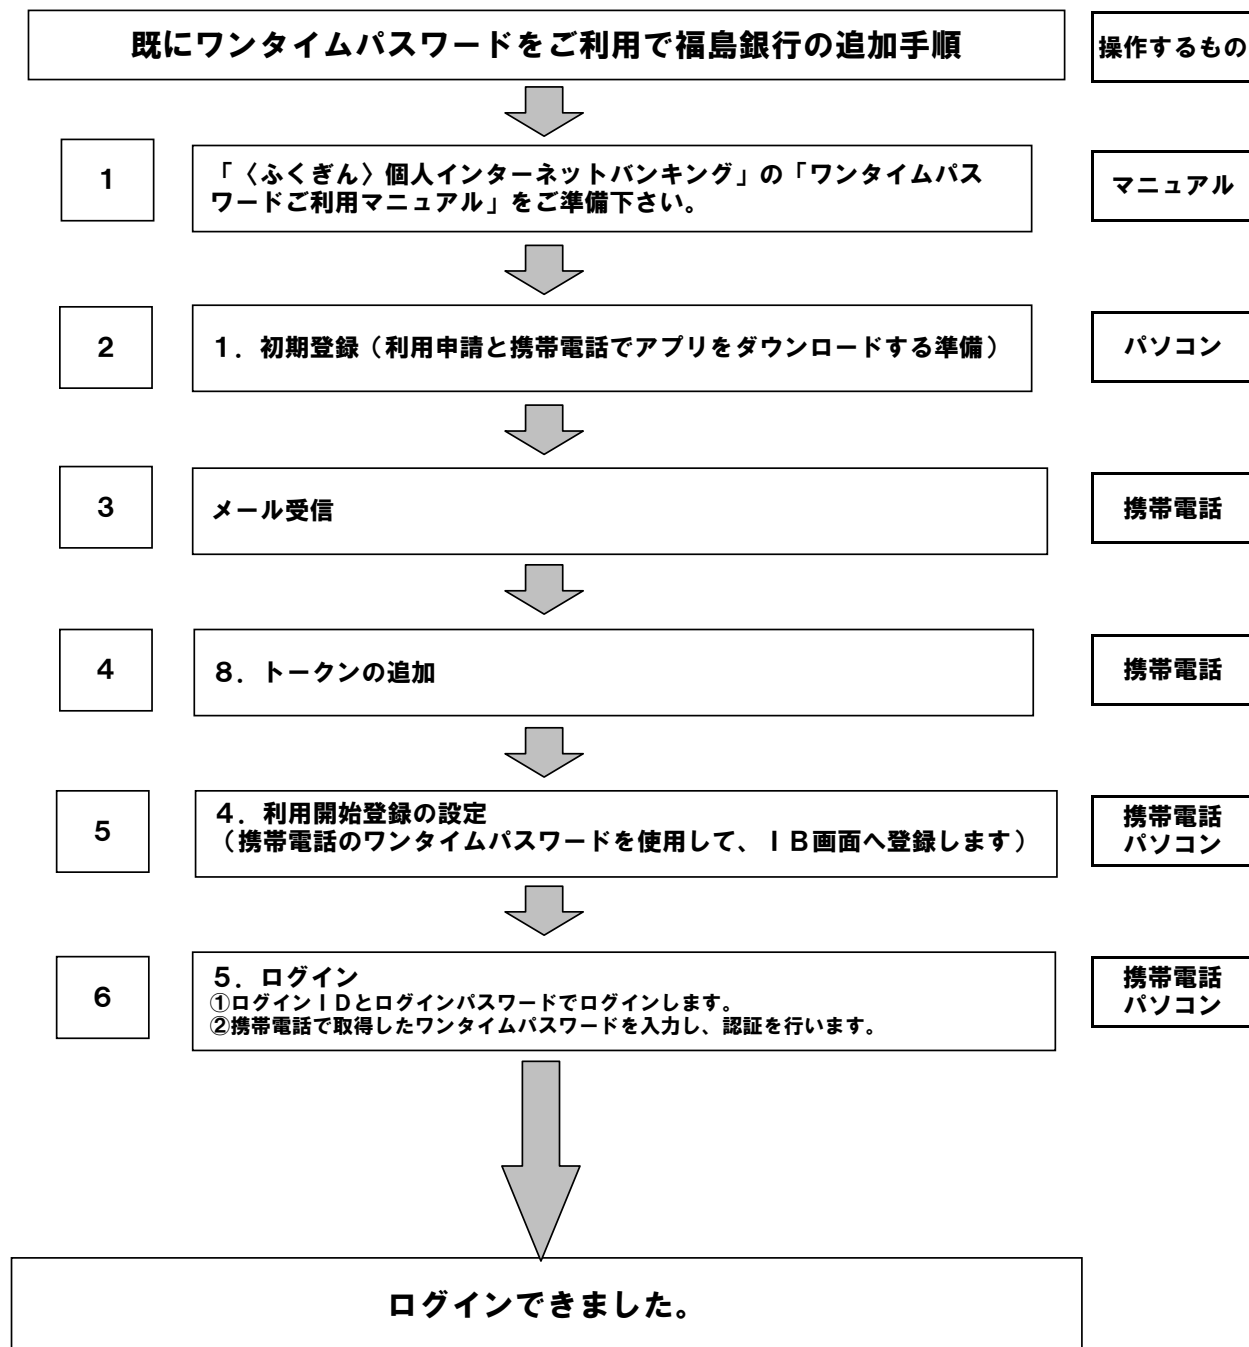 既にワンタイムパスワードをご利用で福島銀行の追加手順
操作するもの
1
「〈ふくぎん〉個人インターネットバンキング」の「ワンタイムパス
ワードご利用マニュアル」をご準備下さい。
マニュアル
2
１．初期登録（利用申請と携帯電話でアプリをダウンロードする準備）
パソコン
3
メール受信
携帯電話
4
８．トークンの追加
携帯電話
5
４．利用開始登録の設定
（携帯電話のワンタイムパスワードを使用して、ＩＢ画面へ登録します）
携帯電話
パソコン
6
５．ログイン
①ログインＩＤとログインパスワードでログインします。
②携帯電話で取得したワンタイムパスワードを入力し、認証を行います。
携帯電話
パソコン
ログインできました。